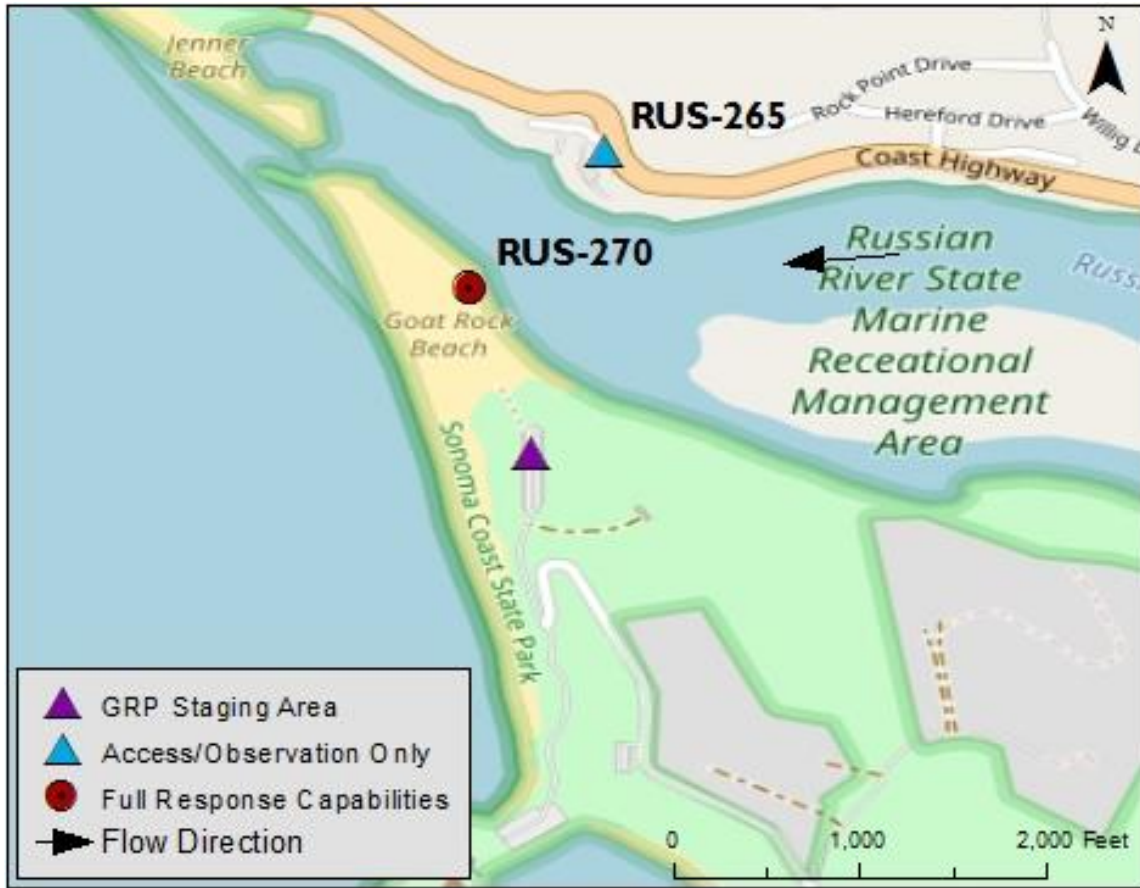 Jenner
Beach
N
Rock Point Drive
RUS-265
Hereford Drive
Willig
Coast Highway
RUS-270
Russian
River State
Marine
Receational
Management
Area
Russi
Goat Rock
Beach
Sonoma Coast State Park
GRP Staging Area
Access/Observation Only
Full Response Capabilities
Flow Direction
0 1,000 2,000 Feet